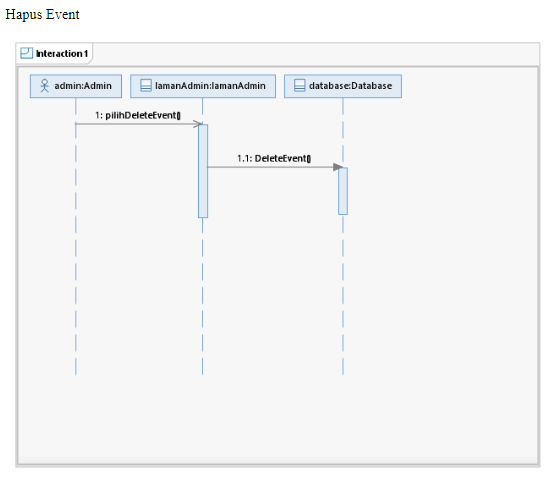 Hapus Event
Interaction1
admin:Admin
lamanAdmin:lamanAdmin
database:Database
1: pilihDeleteEvent()
1.1: DeleteEvent()